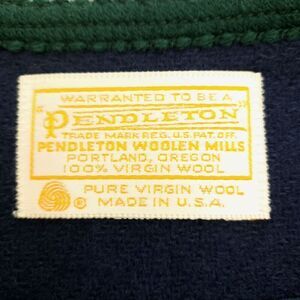 WARRANTED TO BE A
"PENDLETON"
TRADE MARK REG. U.S. PAT. OFF.
PENDLETON WOOLEN MILLS
PORTLAND, OREGON
100% VIRGIN WOOL
® PURE VIRGIN WOOL
MADE IN U.S.A.